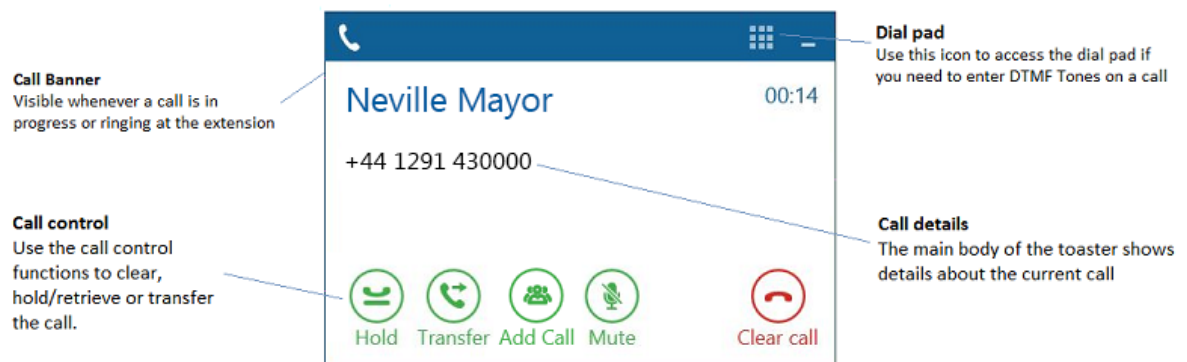 Call Banner
Visible whenever a call is in
progress or ringing at the extension
Call control
Use the call control
functions to clear,
hold/retrieve or transfer
the call.
Neville Mayor
00:14
+44 1291 430000
Hold Transfer Add Call Mute Clear call
Dial pad
Use this icon to access the dial pad if
you need to enter DTMF Tones on a call
Call details
The main body of the toaster shows
details about the current call